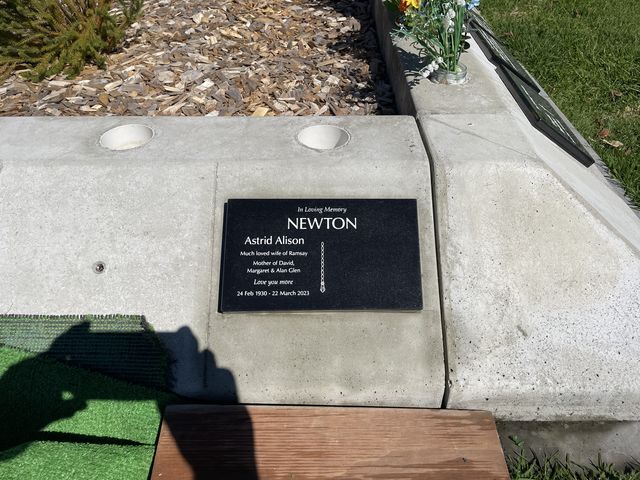 In Loving Memory
NEWTON
Astrid Alison
Much loved wife of Ramsay
Mother of David,
Margaret & Alan Glen
Love you more
24 Feb 1930 - 22 March 2023